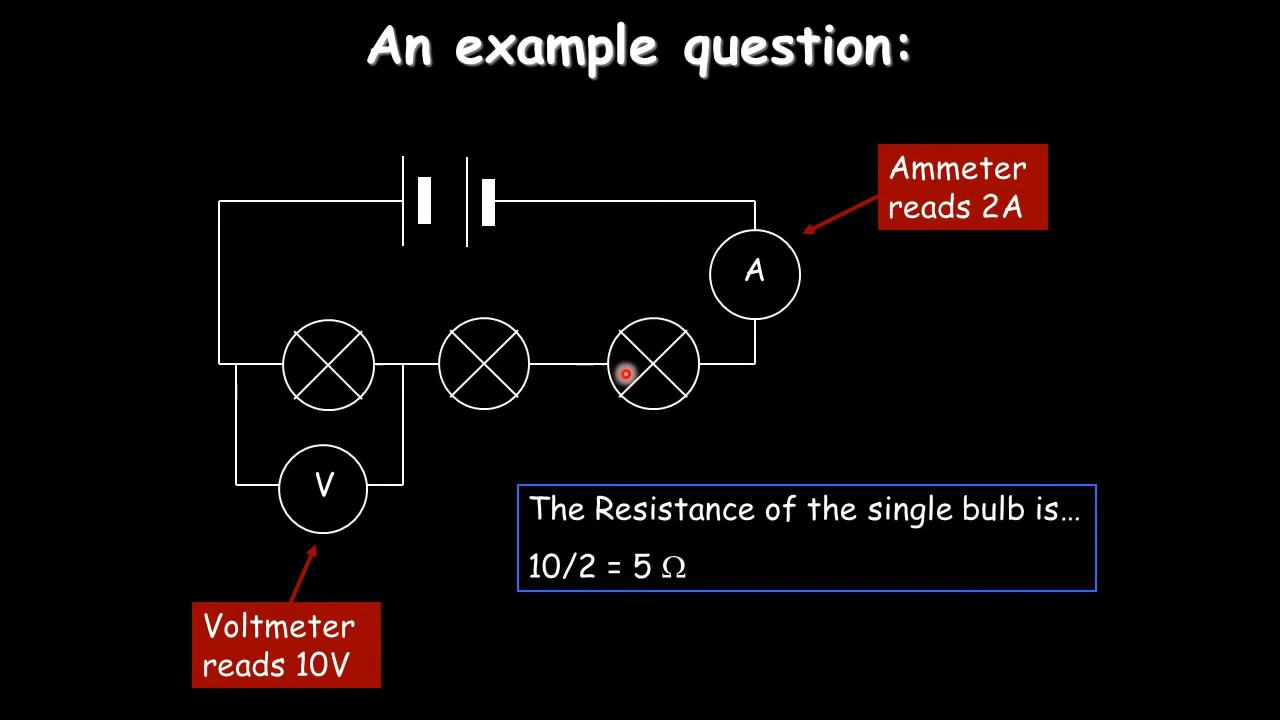 An example question:
Ammeter
reads 2A
A
V
The Resistance of the single bulb is…
10/2 = 5 Ω
Voltmeter
reads 10V